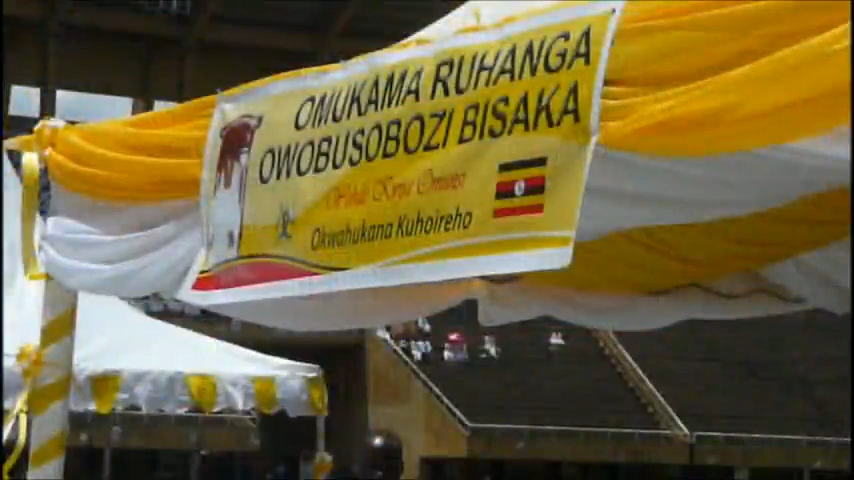 OMUKAMA RUHANGA
OWOBUSOBOZI BISAKA
Okwahukana Kuhoireho